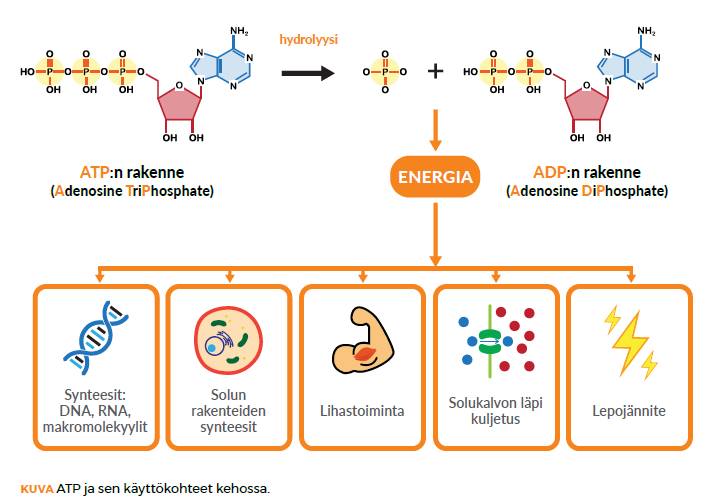 NH₂
N
N
N
N
O
O
O
HO P O P O P O
OH
OH
OH
O
OH OH
hydrolyysi
O
O P O
O
+
NH₂
N
N
N
N
O
O
HO P O P O
OH
OH
O
OH OH
ATP:n rakenne
(Adenosine TriPhosphate)
ENERGIA
ADP:n rakenne
(Adenosine DiPhosphate)
Synteesit:
DNA, RNA,
makromolekyylit
Solun
rakenteiden
synteesit
Lihastoiminta
Solukalvon läpi
kuljetus
Lepojännite
KUVA ATP ja sen käyttökohteet kehossa.